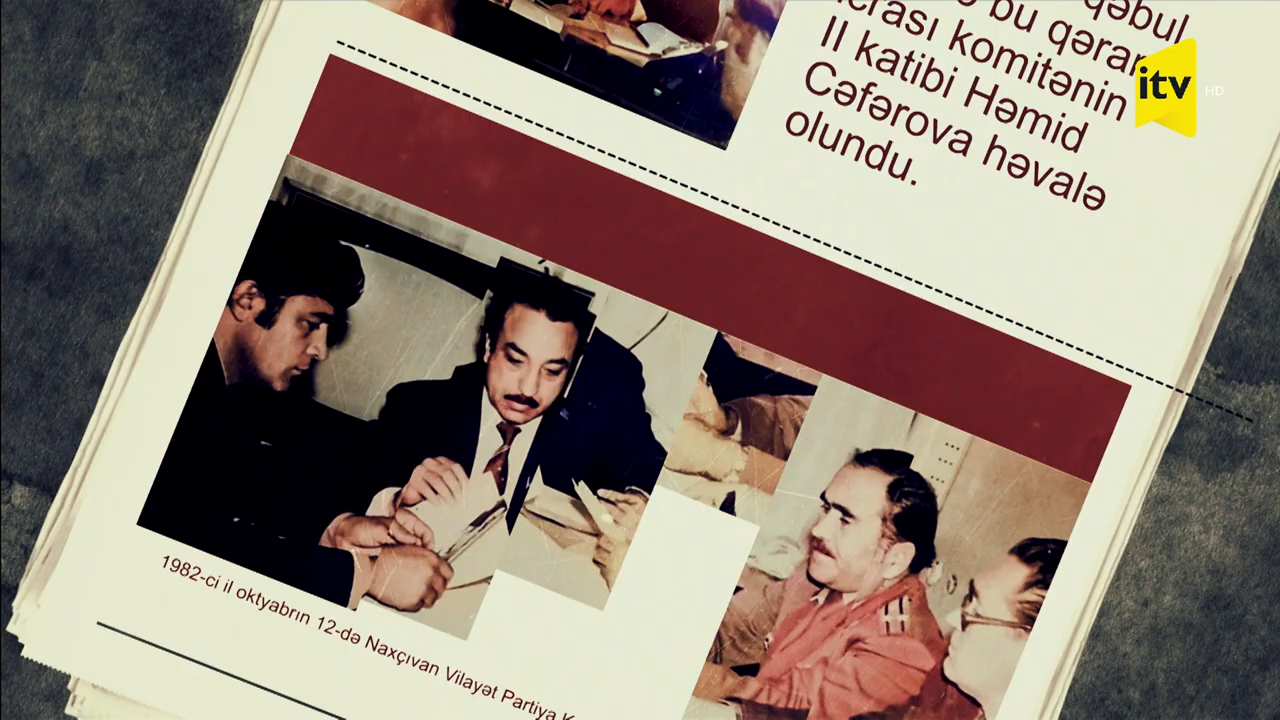 qəbul
bu qərar
komitənin
II katibi Həmid
Cəfərova həvalə
olundu.
itv HD
1982-ci il oktyabrın 12-də Naxçıvan Vilayət Partiya